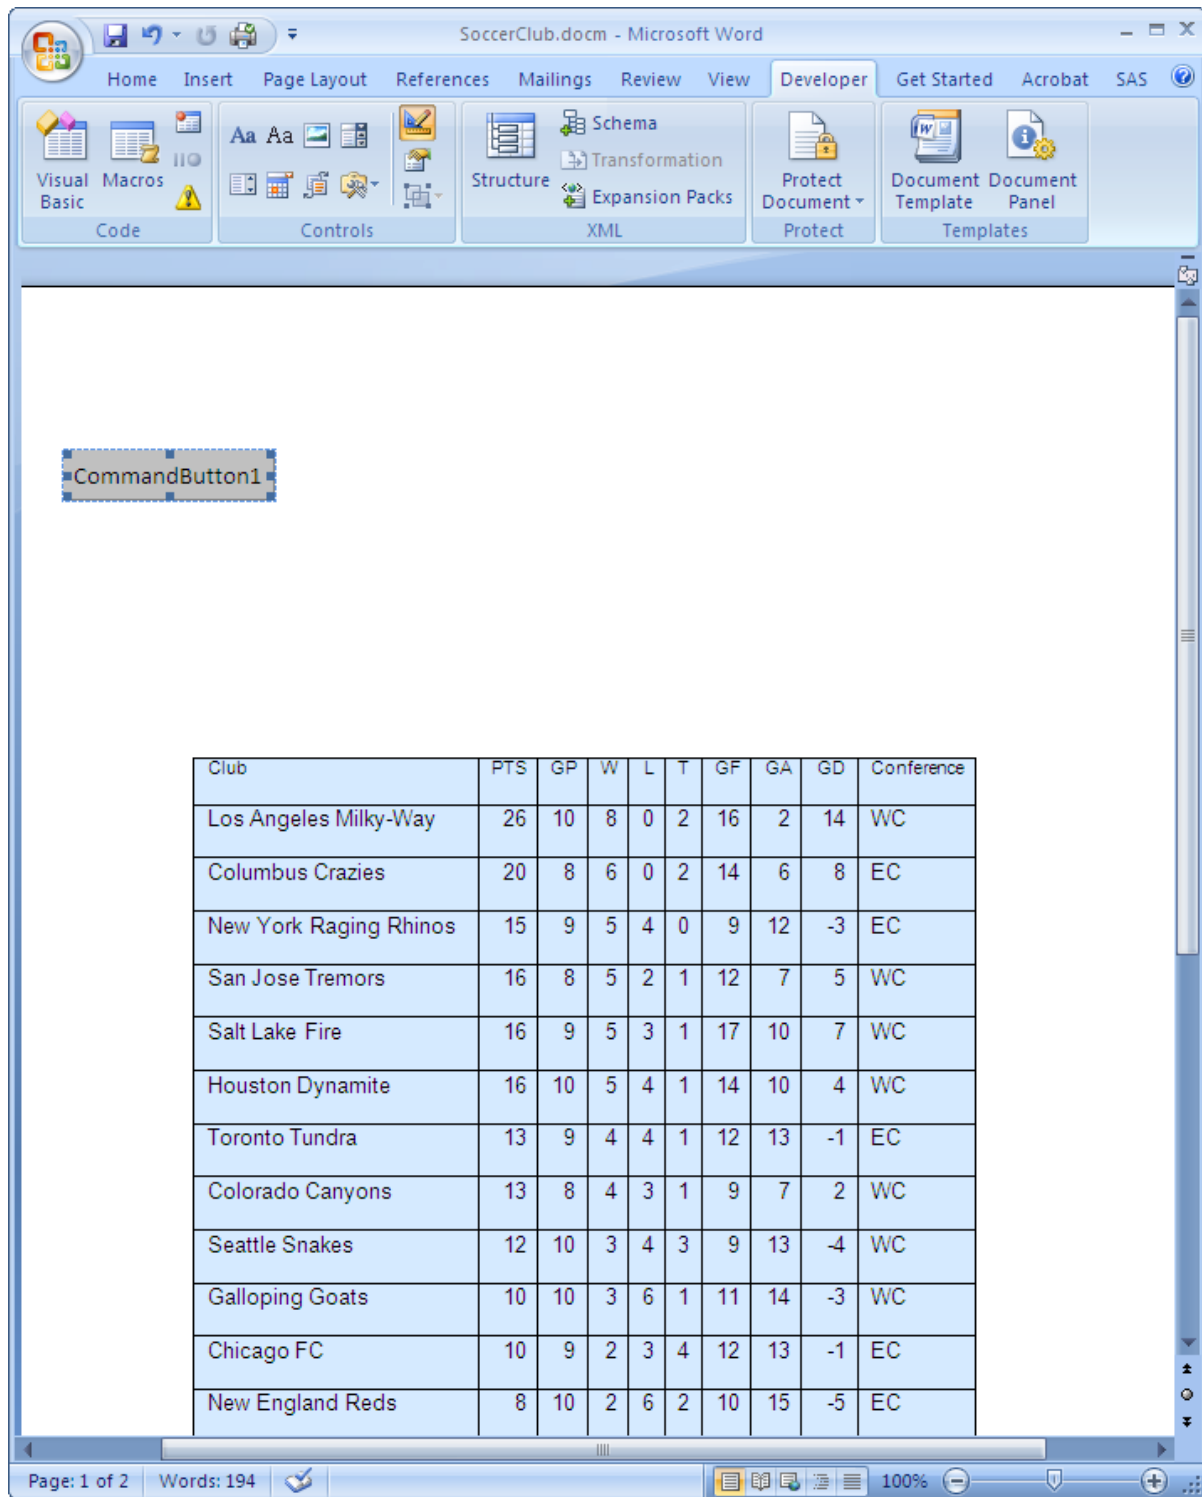 SoccerClub.docm - Microsoft Word
Home Insert Page Layout References Mailings Review View Developer Get Started Acrobat SAS
Aa Aa
Schema
Transformation
Expansion Packs
Visual Basic Macros Structure Protect Document Document Template Document Panel
Code Controls XML Protect Templates
CommandButton1
Club PTS GP W L T GF GA GD Conference
Los Angeles Milky-Way 26 10 8 0 2 16 2 14 WC
Columbus Crazies 20 8 6 0 2 14 6 8 EC
New York Raging Rhinos 15 9 5 4 0 9 12 -3 EC
San Jose Tremors 16 8 5 2 1 12 7 5 WC
Salt Lake Fire 16 9 5 3 1 17 10 7 WC
Houston Dynamite 16 10 5 4 1 14 10 4 WC
Toronto Tundra 13 9 4 4 1 12 13 -1 EC
Colorado Canyons 13 8 4 3 1 9 7 2 WC
Seattle Snakes 12 10 3 4 3 9 13 -4 WC
Galloping Goats 10 10 3 6 1 11 14 -3 WC
Chicago FC 10 9 2 3 4 12 13 -1 EC
New England Reds 8 10 2 6 2 10 15 -5 EC
Page: 1 of 2 Words: 194 100%